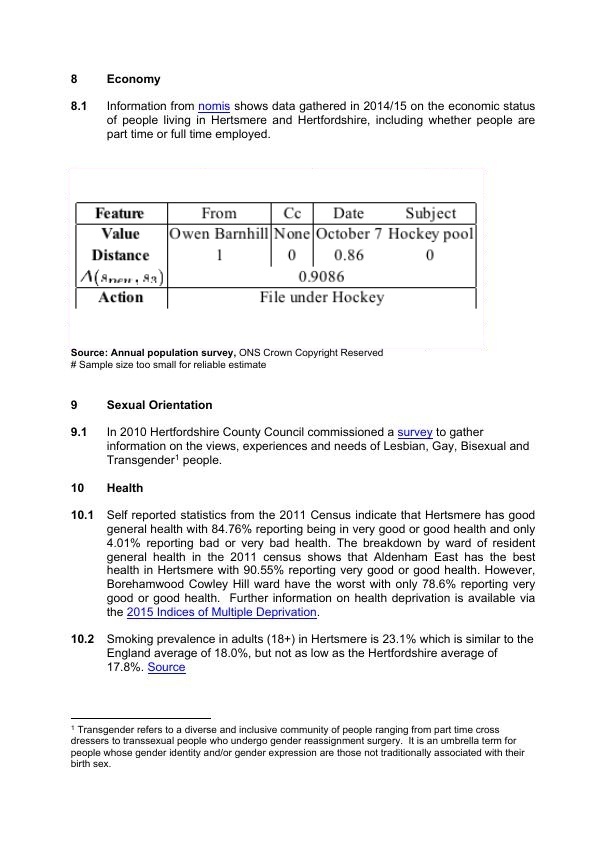 8 Economy
8.1 Information from nomis shows data gathered in 2014/15 on the economic status
of people living in Hertsmere and Hertfordshire, including whether people are
part time or full time employed.
Feature From Cc Date Subject
Value Owen Barnhill None October 7 Hockey pool
Distance 1 0 0.86 0
Λ(s_new, s_3) 0.9086
Action File under Hockey
Source: Annual population survey, ONS Crown Copyright Reserved
# Sample size too small for reliable estimate
9 Sexual Orientation
9.1 In 2010 Hertfordshire County Council commissioned a survey to gather
information on the views, experiences and needs of Lesbian, Gay, Bisexual and
Transgender¹ people.
10 Health
10.1 Self reported statistics from the 2011 Census indicate that Hertsmere has good
general health with 84.76% reporting being in very good or good health and only
4.01% reporting bad or very bad health. The breakdown by ward of resident
general health in the 2011 census shows that Aldenham East has the best
health in Hertsmere with 90.55% reporting very good or good health. However,
Borehamwood Cowley Hill ward have the worst with only 78.6% reporting very
good or good health. Further information on health deprivation is available via
the 2015 Indices of Multiple Deprivation.
10.2 Smoking prevalence in adults (18+) in Hertsmere is 23.1% which is similar to the
England average of 18.0%, but not as low as the Hertfordshire average of
17.8%. Source
¹ Transgender refers to a diverse and inclusive community of people ranging from part time cross
dressers to transsexual people who undergo gender reassignment surgery. It is an umbrella term for
people whose gender identity and/or gender expression are those not traditionally associated with their
birth sex.